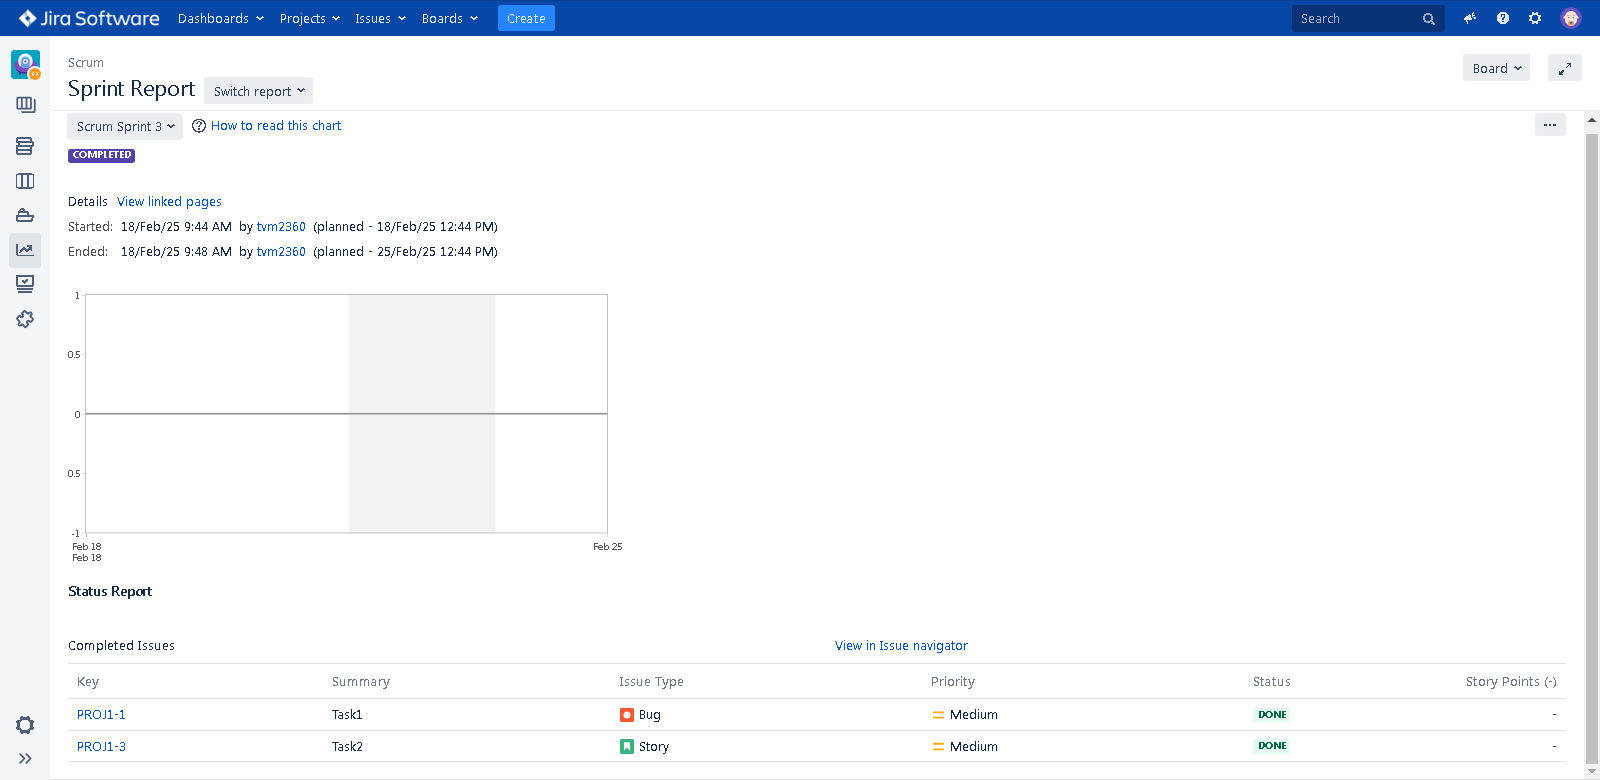 Jira Software Dashboards Projects Issues Boards Create Search
Scrum
Sprint Report Switch report
Board
Scrum Sprint 3 How to read this chart
COMPLETED
Details View linked pages
Started: 18/Feb/25 9:44 AM by tvm2360 (planned - 18/Feb/25 12:44 PM)
Ended: 18/Feb/25 9:48 AM by tvm2360 (planned - 25/Feb/25 12:44 PM)
1
0.5
0
0.5
-1
Feb 18 Feb 25
Feb 18
Status Report
Completed Issues View in Issue navigator
Key Summary Issue Type Priority Status Story Points (-)
PROJ1-1 Task1 Bug Medium DONE -
PROJ1-3 Task2 Story Medium DONE -